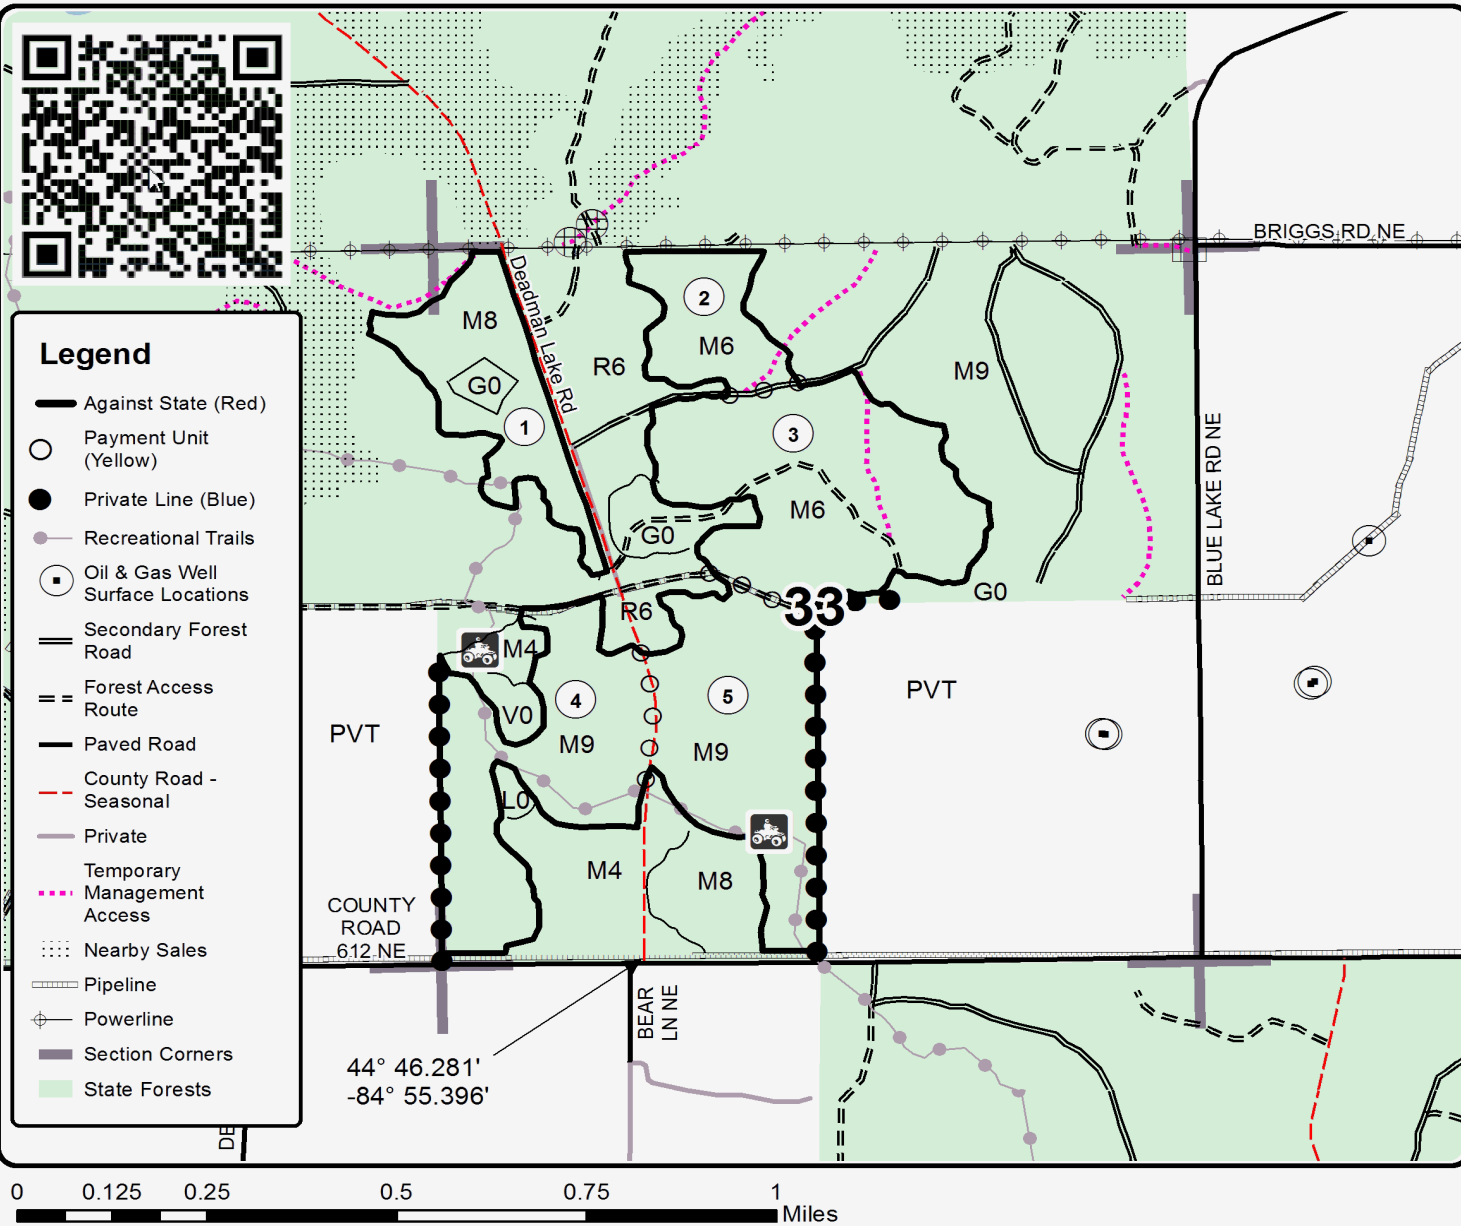 BRIGGS RD NE
Deadman Lake Rd
M8
G0
1
R6
2
M6
3
M6
G0
M9
BLUE LAKE RD NE
G0
33
R6
M4
V0
4
M9
5
M9
L0
M4
M8
PVT
PVT
COUNTY
ROAD
612 NE
BEAR
LN NE
44° 46.281'
-84° 55.396'
DE
Legend
Against State (Red)
Payment Unit
(Yellow)
Private Line (Blue)
Recreational Trails
Oil & Gas Well
Surface Locations
Secondary Forest
Road
Forest Access
Route
Paved Road
County Road -
Seasonal
Private
Temporary
Management
Access
Nearby Sales
Pipeline
Powerline
Section Corners
State Forests
0 0.125 0.25 0.5 0.75 1
Miles